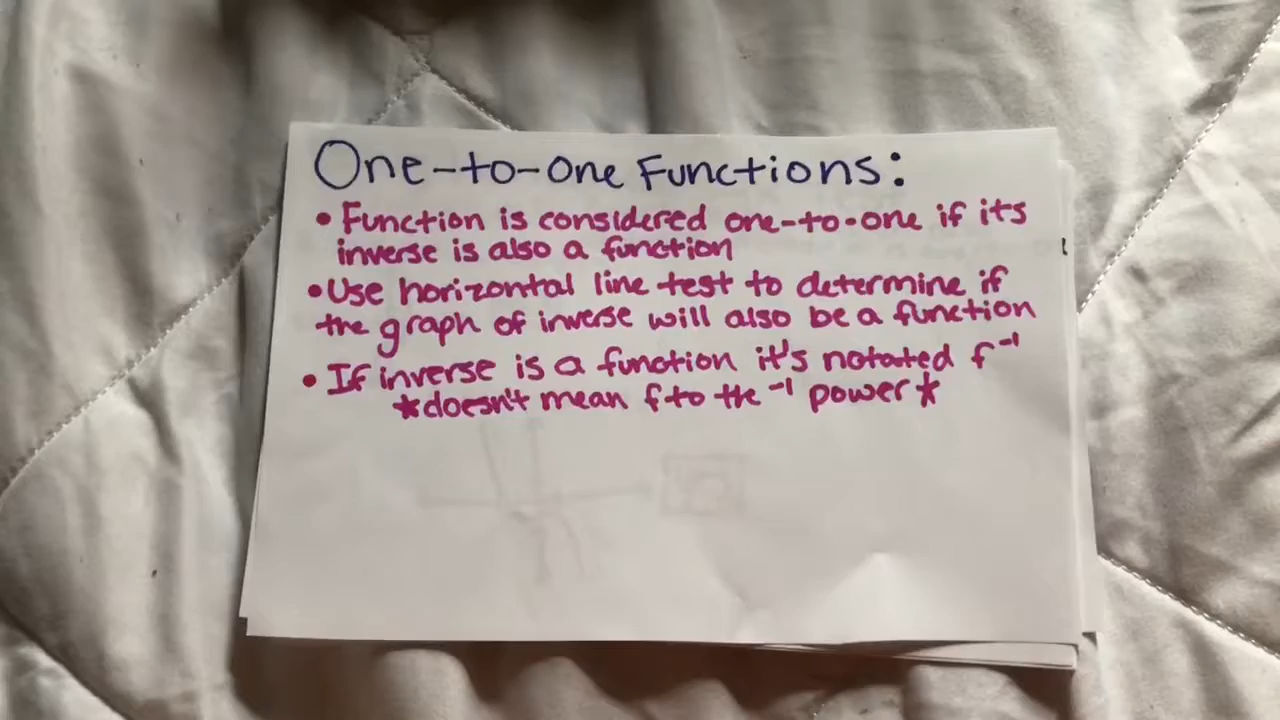 One-to-one Functions:
• Function is considered one-to-one if its
inverse is also a function
• Use horizontal line test to determine if
the graph of inverse will also be a function
• If inverse is a function it's notated f⁻¹
*doesn't mean f to the ⁻¹ power*